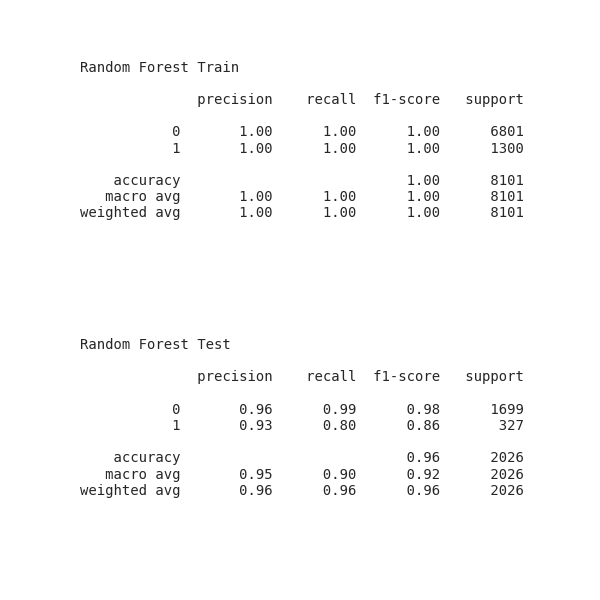 Random Forest Train
precision recall f1-score support
0 1.00 1.00 1.00 6801
1 1.00 1.00 1.00 1300
accuracy 1.00 8101
macro avg 1.00 1.00 1.00 8101
weighted avg 1.00 1.00 1.00 8101
Random Forest Test
precision recall f1-score support
0 0.96 0.99 0.98 1699
1 0.93 0.80 0.86 327
accuracy 0.96 2026
macro avg 0.95 0.90 0.92 2026
weighted avg 0.96 0.96 0.96 2026